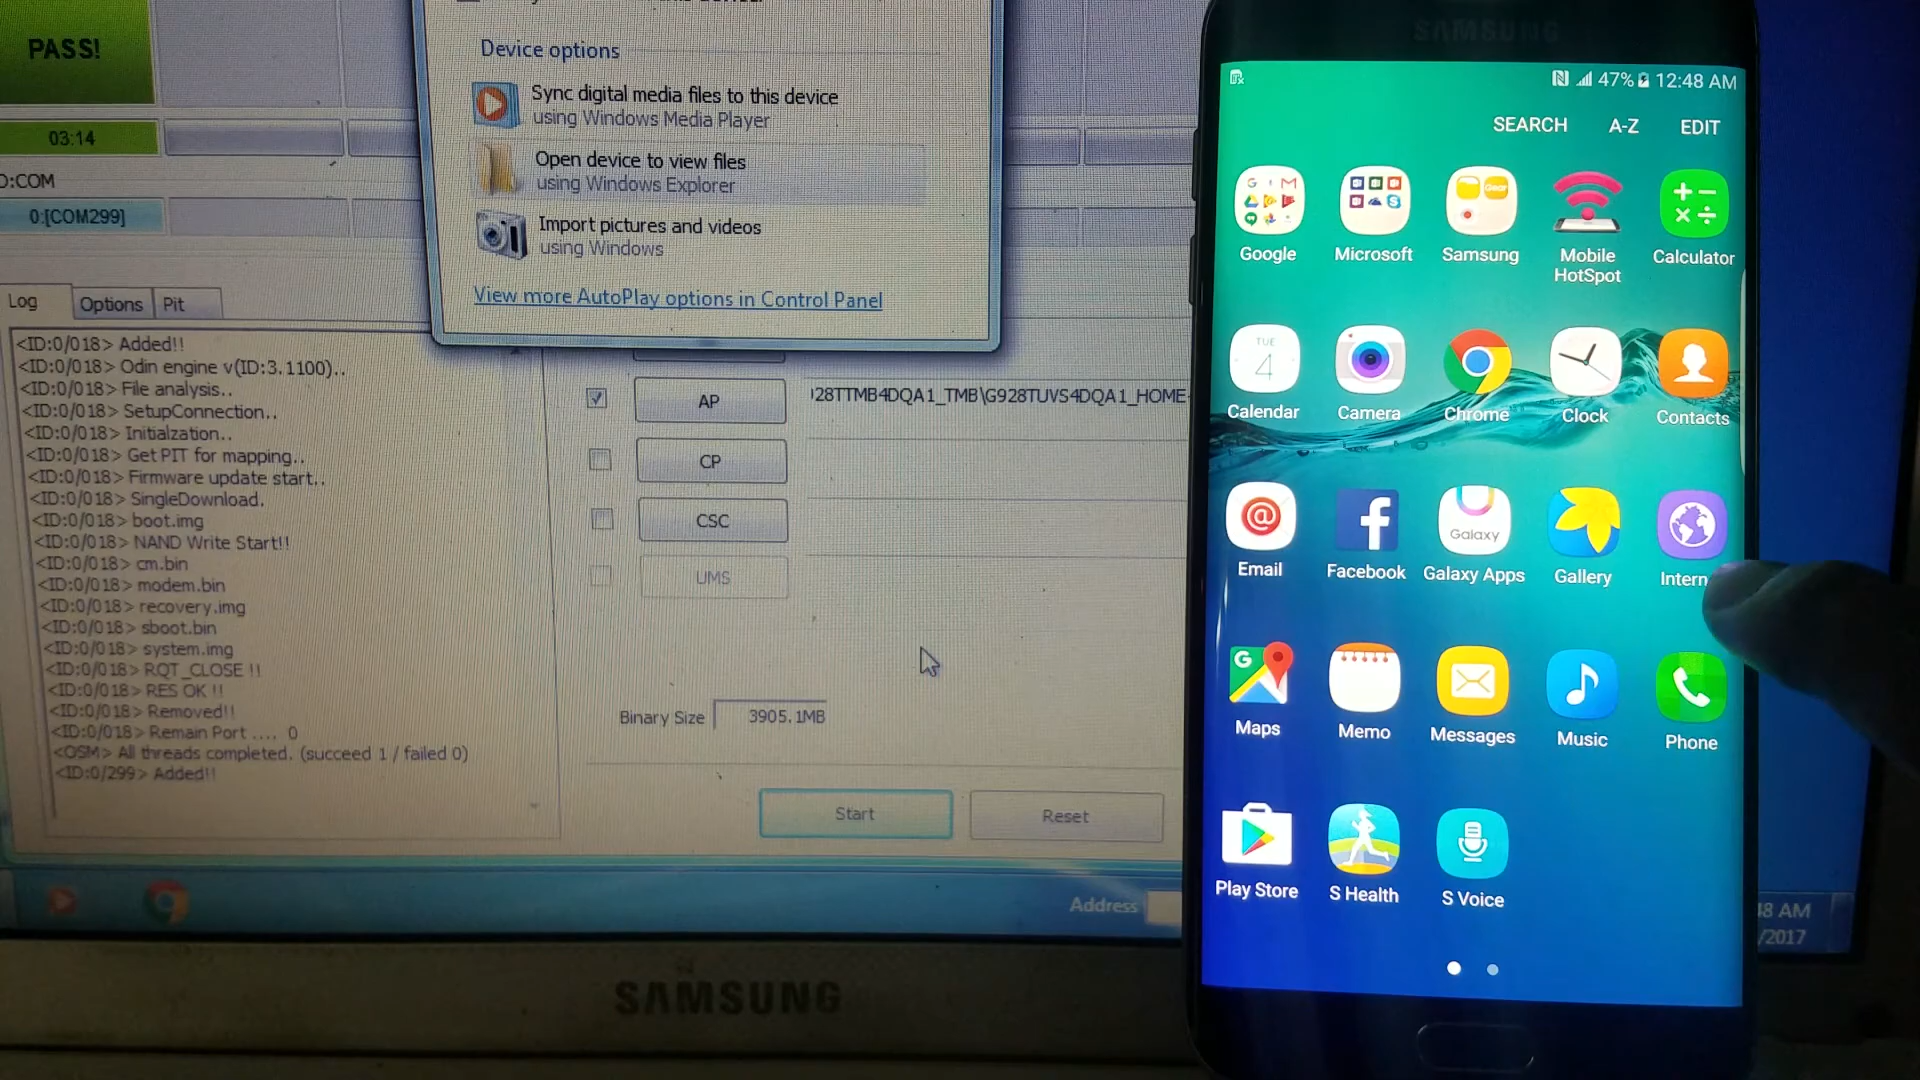 PASS!
03:14
D:COM
0:[COM299]
Log
Options
Pit
<ID:0/018> Added!!
<ID:0/018> Odin engine v(ID:3.1100)..
<ID:0/018> File analysis..
<ID:0/018> SetupConnection..
<ID:0/018> Initialzation..
<ID:0/018> Get PIT for mapping..
<ID:0/018> Firmware update start..
<ID:0/018> SingleDownload.
<ID:0/018> boot.img
<ID:0/018> NAND Write Start!!
<ID:0/018> cm.bin
<ID:0/018> modem.bin
<ID:0/018> recovery.img
<ID:0/018> sboot.bin
<ID:0/018> system.img
<ID:0/018> RQT_CLOSE !!
<ID:0/018> RES OK !!
<ID:0/018> Removed!!
<ID:0/018> Remain Port .... 0
<OSM> All threads completed. (succeed 1 / failed 0)
<ID:0/299> Added!!
Device options
Sync digital media files to this device
using Windows Media Player
Open device to view files
using Windows Explorer
Import pictures and videos
using Windows
View more AutoPlay options in Control Panel
AP
28TTMB4DQA1_TMB\G928TUVS4DQA1_HOME
CP
CSC
UMS
Binary Size
3905.1MB
Start
Reset
Address
8 AM
/2017
SAMSUNG
SAMSUNG
47% 12:48 AM
SEARCH
A-Z
EDIT
Gear
Google
Microsoft
Samsung
Mobile
HotSpot
Calculator
TUE
4
Calendar
Camera
Chrome
Clock
Contacts
Galaxy
Email
Facebook
Galaxy Apps
Gallery
Intern
Maps
Memo
Messages
Music
Phone
Play Store
S Health
S Voice